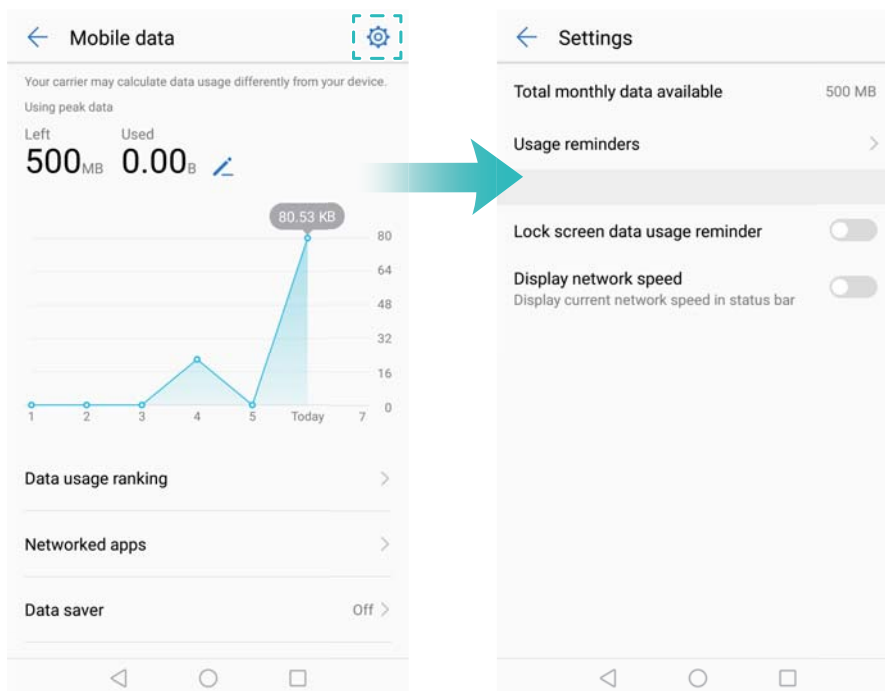 Mobile data
Your carrier may calculate data usage differently from your device.
Using peak data
Left Used
500 MB 0.00 B
80.53 KB
80
64
48
32
16
0
1 2 3 4 5 Today 7
Data usage ranking
Networked apps
Data saver Off
Settings
Total monthly data available 500 MB
Usage reminders
Lock screen data usage reminder
Display network speed
Display current network speed in status bar